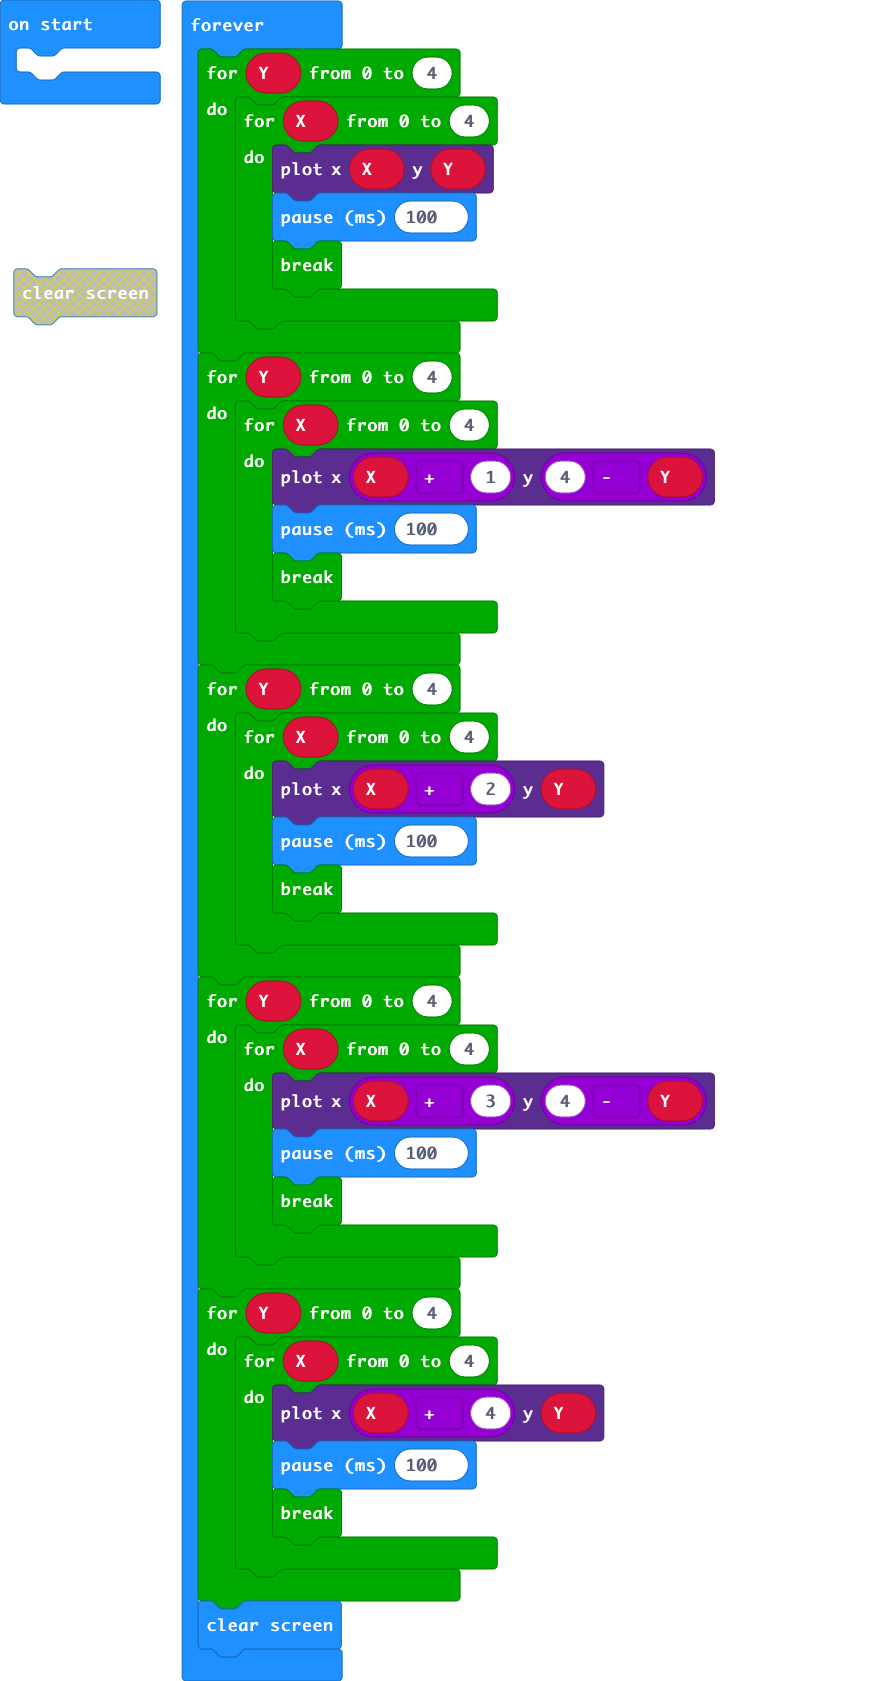 on start
forever
for Y from 0 to 4
do
for X from 0 to 4
do
plot x X y Y
pause (ms) 100
break
clear screen
for Y from 0 to 4
do
for X from 0 to 4
do
plot x X + 1 y 4 - Y
pause (ms) 100
break
for Y from 0 to 4
do
for X from 0 to 4
do
plot x X + 2 y Y
pause (ms) 100
break
for Y from 0 to 4
do
for X from 0 to 4
do
plot x X + 3 y 4 - Y
pause (ms) 100
break
for Y from 0 to 4
do
for X from 0 to 4
do
plot x X + 4 y Y
pause (ms) 100
break
clear screen